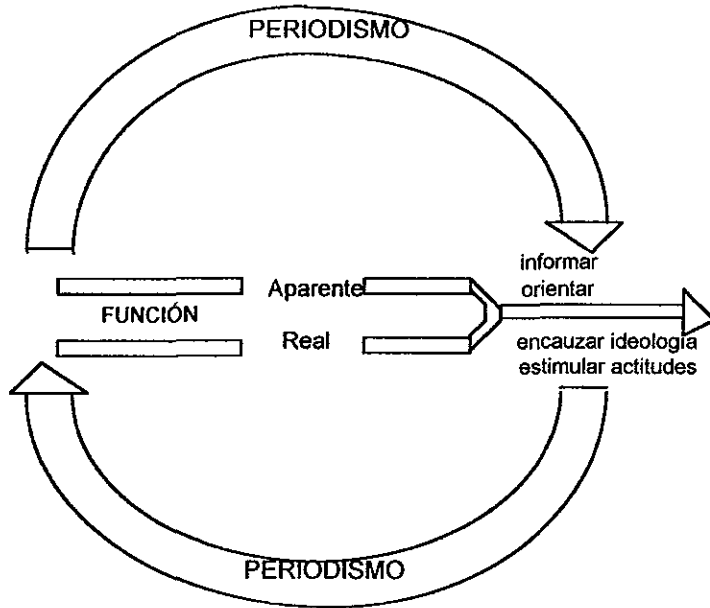 PERIODISMO
informar
Aparente
orientar
FUNCIÓN
Real
encauzar ideología
estimular actitudes
PERIODISMO